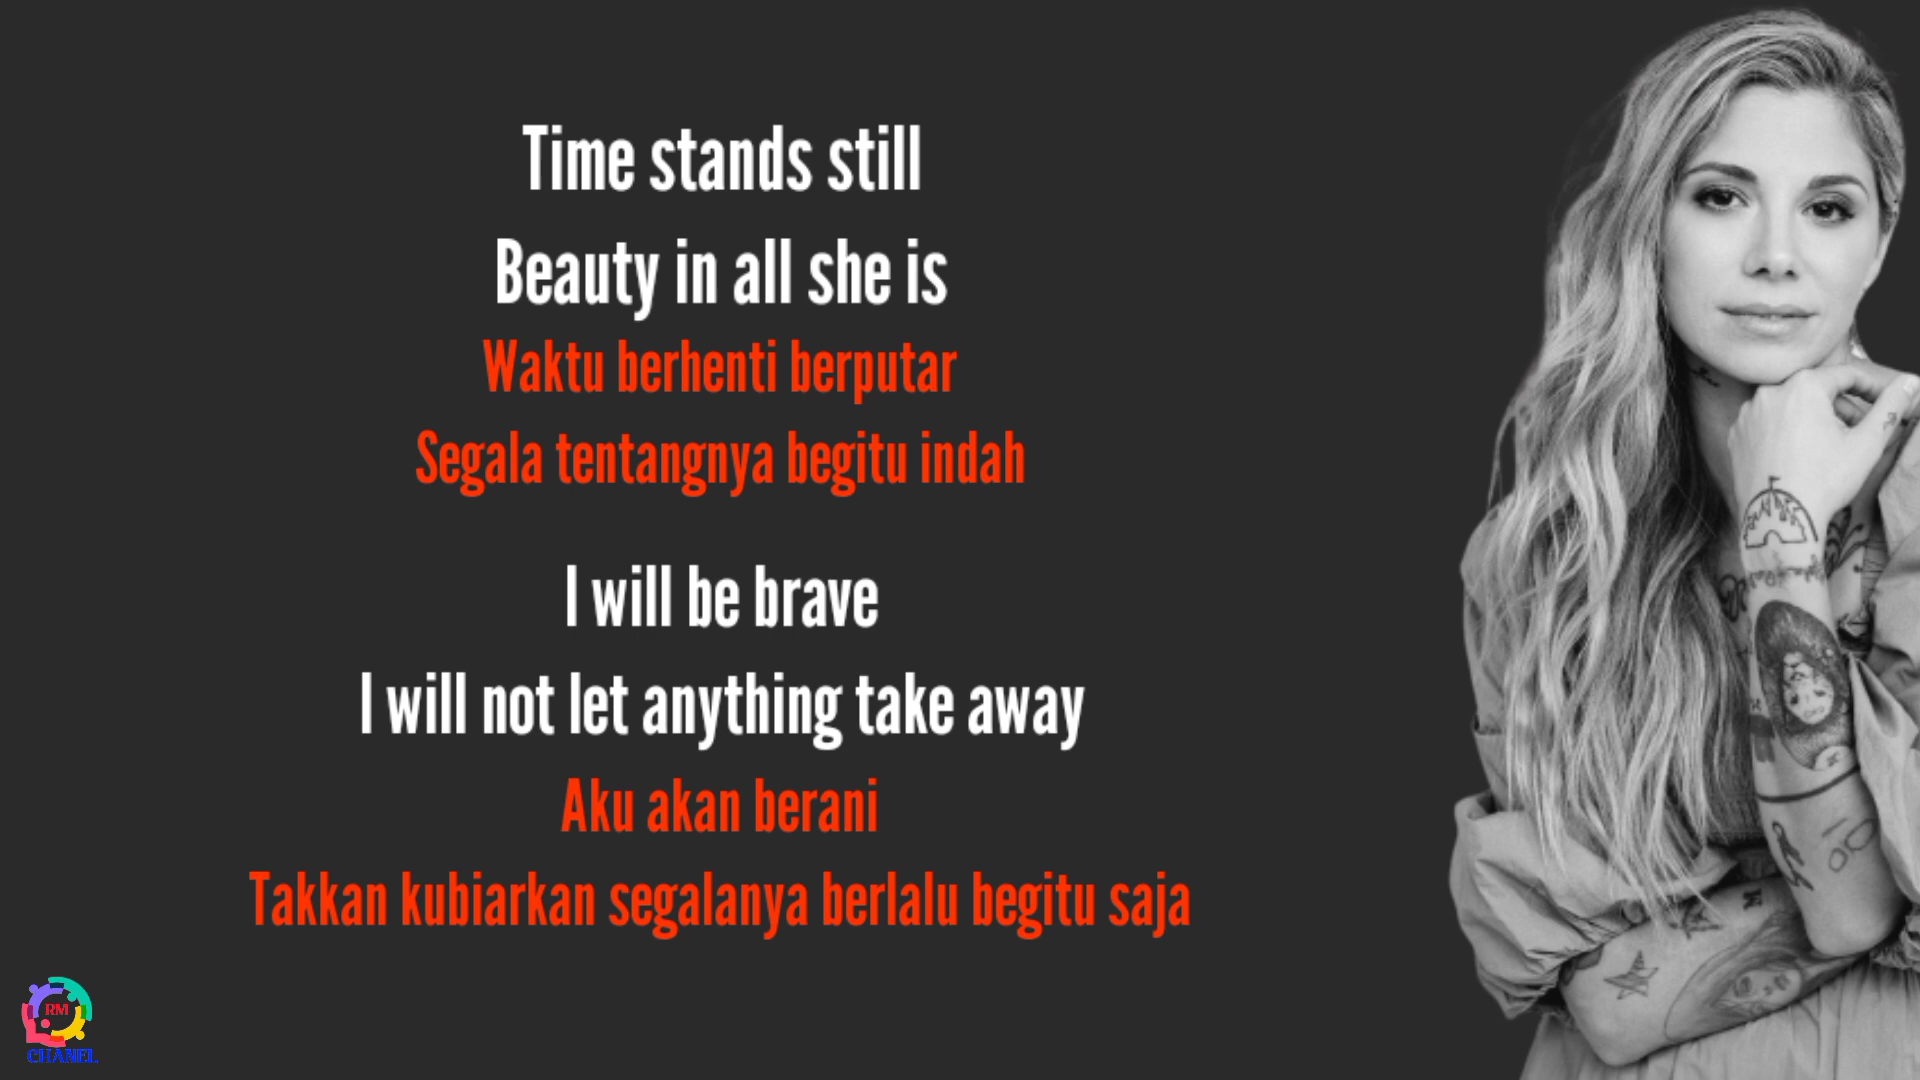 Time stands still
Beauty in all she is
Waktu berhenti berputar
Segala tentangnya begitu indah
I will be brave
I will not let anything take away
Aku akan berani
Takkan kubiarkan segalanya berlalu begitu saja
RM
CHANEL